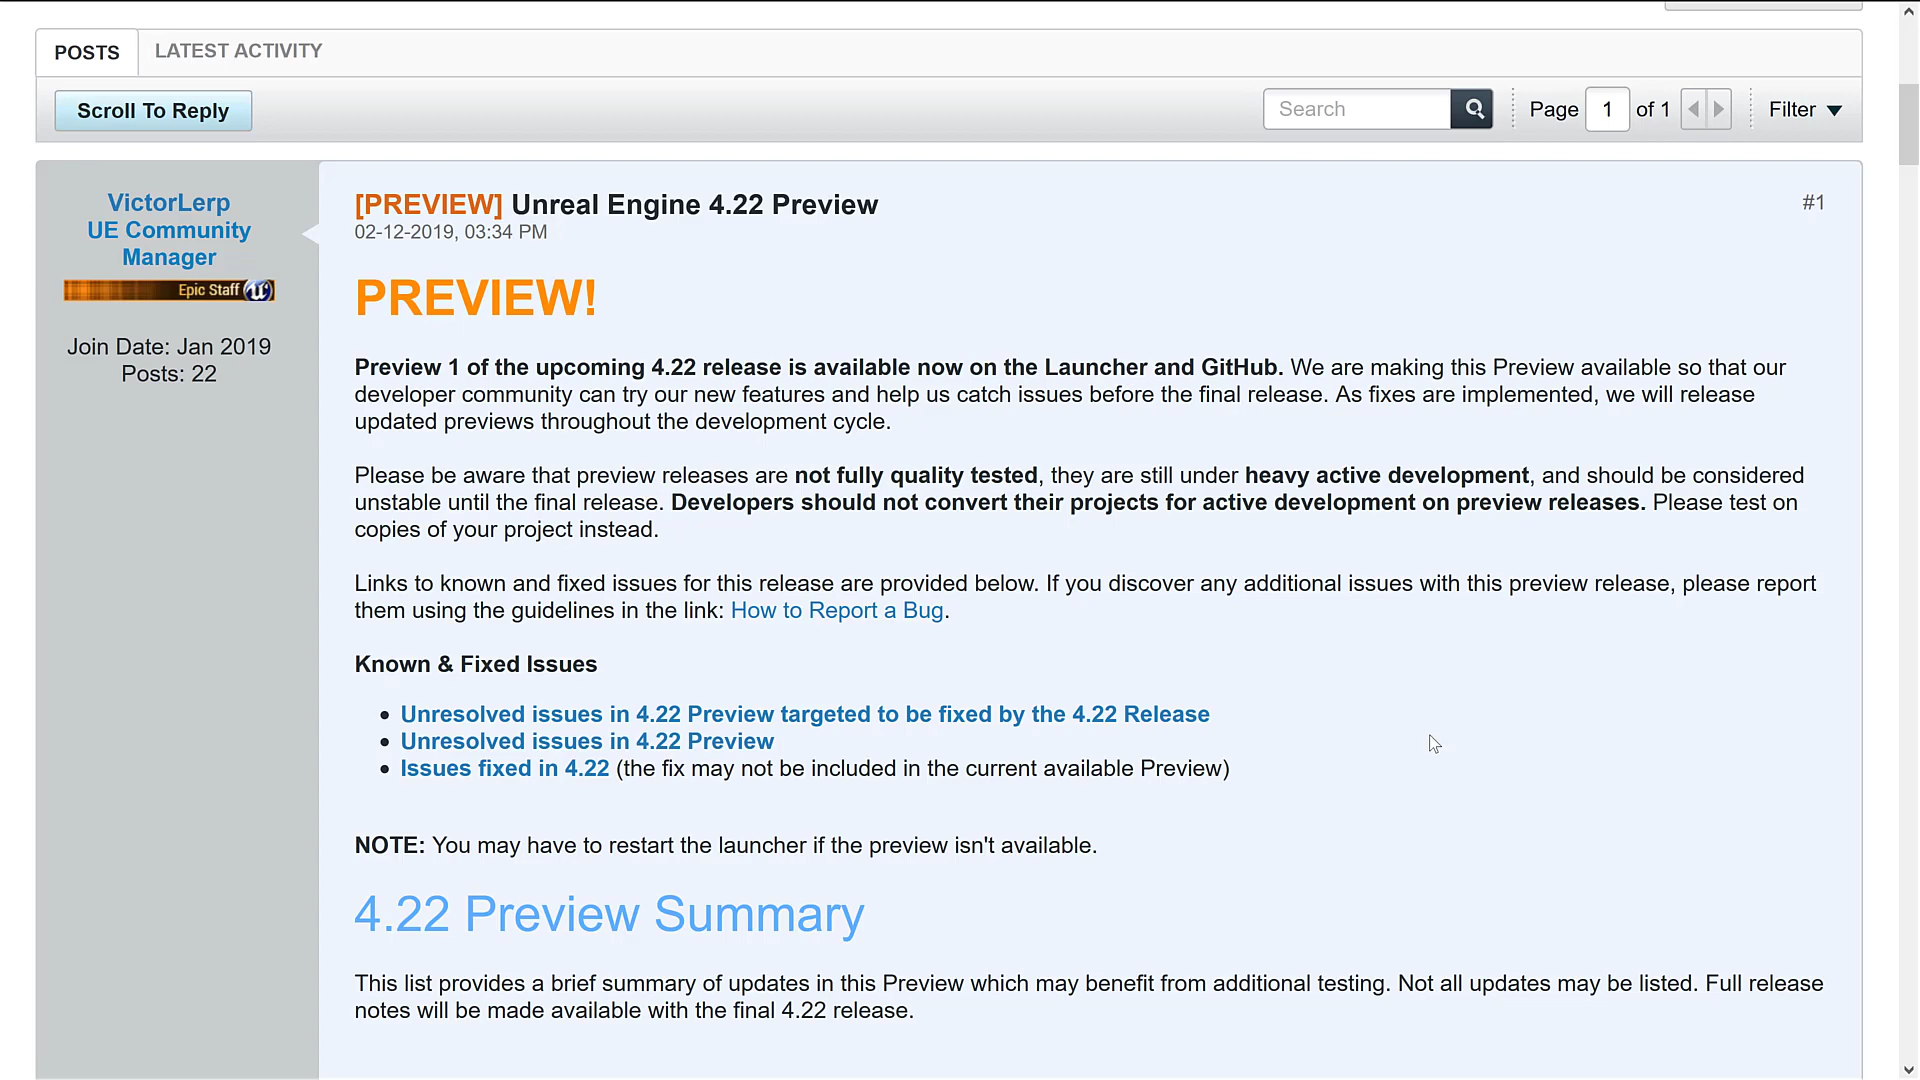 POSTS
LATEST ACTIVITY
Scroll To Reply
Search
Page 1 of 1
Filter
VictorLerp
UE Community
Manager
Epic Staff
Join Date: Jan 2019
Posts: 22
[PREVIEW] Unreal Engine 4.22 Preview
#1
02-12-2019, 03:34 PM
PREVIEW!
Preview 1 of the upcoming 4.22 release is available now on the Launcher and GitHub. We are making this Preview available so that our
developer community can try our new features and help us catch issues before the final release. As fixes are implemented, we will release
updated previews throughout the development cycle.
Please be aware that preview releases are not fully quality tested, they are still under heavy active development, and should be considered
unstable until the final release. Developers should not convert their projects for active development on preview releases. Please test on
copies of your project instead.
Links to known and fixed issues for this release are provided below. If you discover any additional issues with this preview release, please report
them using the guidelines in the link: How to Report a Bug.
Known & Fixed Issues
Unresolved issues in 4.22 Preview targeted to be fixed by the 4.22 Release
Unresolved issues in 4.22 Preview
Issues fixed in 4.22 (the fix may not be included in the current available Preview)
NOTE: You may have to restart the launcher if the preview isn't available.
4.22 Preview Summary
This list provides a brief summary of updates in this Preview which may benefit from additional testing. Not all updates may be listed. Full release
notes will be made available with the final 4.22 release.